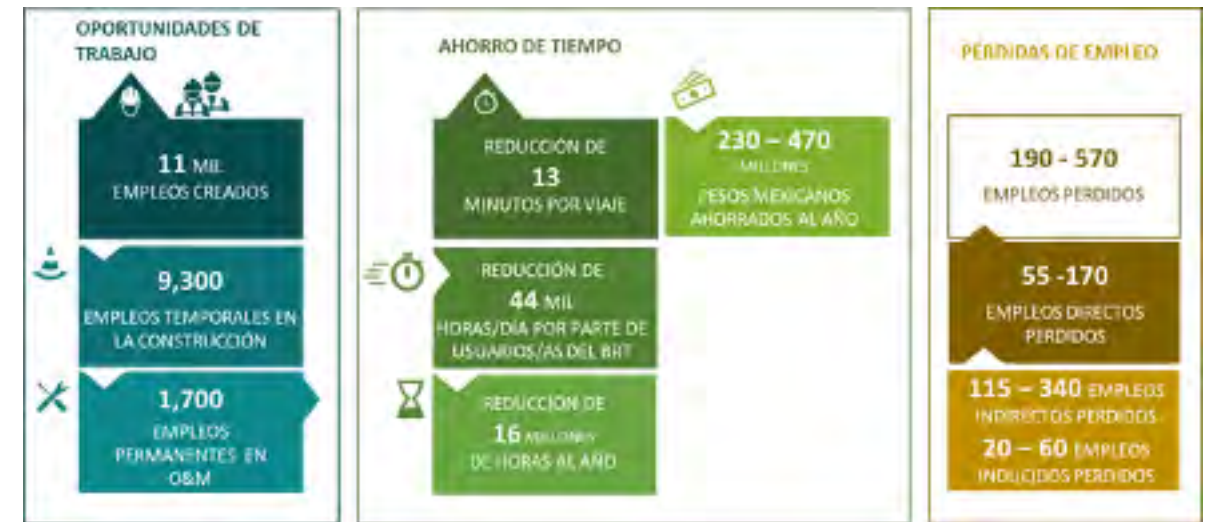 OPORTUNIDADES DE
TRABAJO
11 MIL
EMPLEOS CREADOS
9,300
EMPLEOS TEMPORALES EN
LA CONSTRUCCIÓN
1,700
EMPLEOS
PERMANENTES EN
O&M
AHORRO DE TIEMPO
REDUCCIÓN DE
13
MINUTOS POR VIAJE
230 – 470
MILLONES
PESOS MEXICANOS
AHORRADOS AL AÑO
REDUCCIÓN DE
44 MIL
HORAS/DÍA POR PARTE DE
USUARIOS/AS DEL BRT
REDUCCIÓN DE
16 MILLONES
DE HORAS AL AÑO
PÉRDIDAS DE EMPLEO
190 - 570
EMPLEOS PERDIDOS
55 -170
EMPLEOS DIRECTOS
PERDIDOS
115 – 340 EMPLEOS
INDIRECTOS PERDIDOS
20 – 60 EMPLEOS
INDUCIDOS PERDIDOS